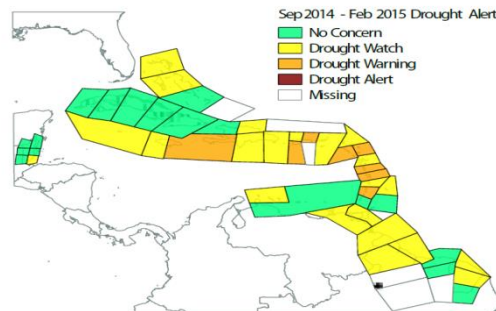 Sep 2014 - Feb 2015 Drought Alert
No Concern
Drought Watch
Drought Warning
Drought Alert
Missing